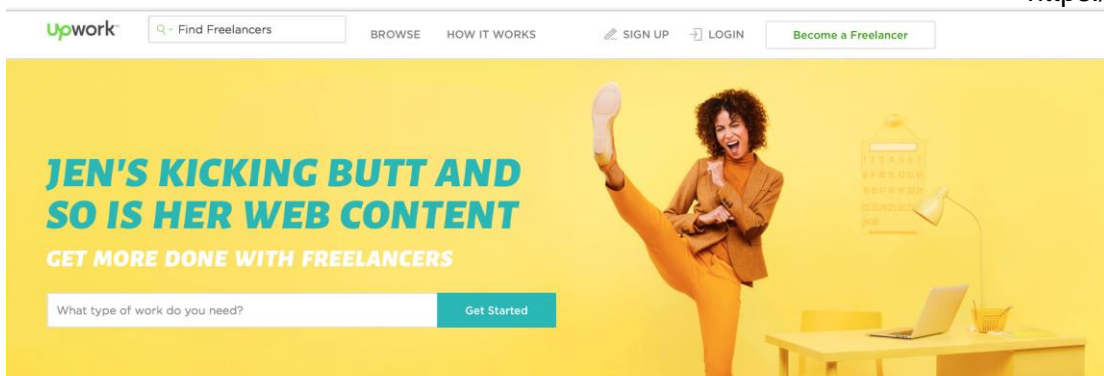 Upwork
Find Freelancers
BROWSE
HOW IT WORKS
SIGN UP
LOGIN
Become a Freelancer
JEN'S KICKING BUTT AND
SO IS HER WEB CONTENT
GET MORE DONE WITH FREELANCERS
What type of work do you need?
Get Started